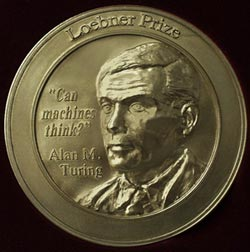 Loebner Prize
"Can
machines
think?"
Alan M.
Turing